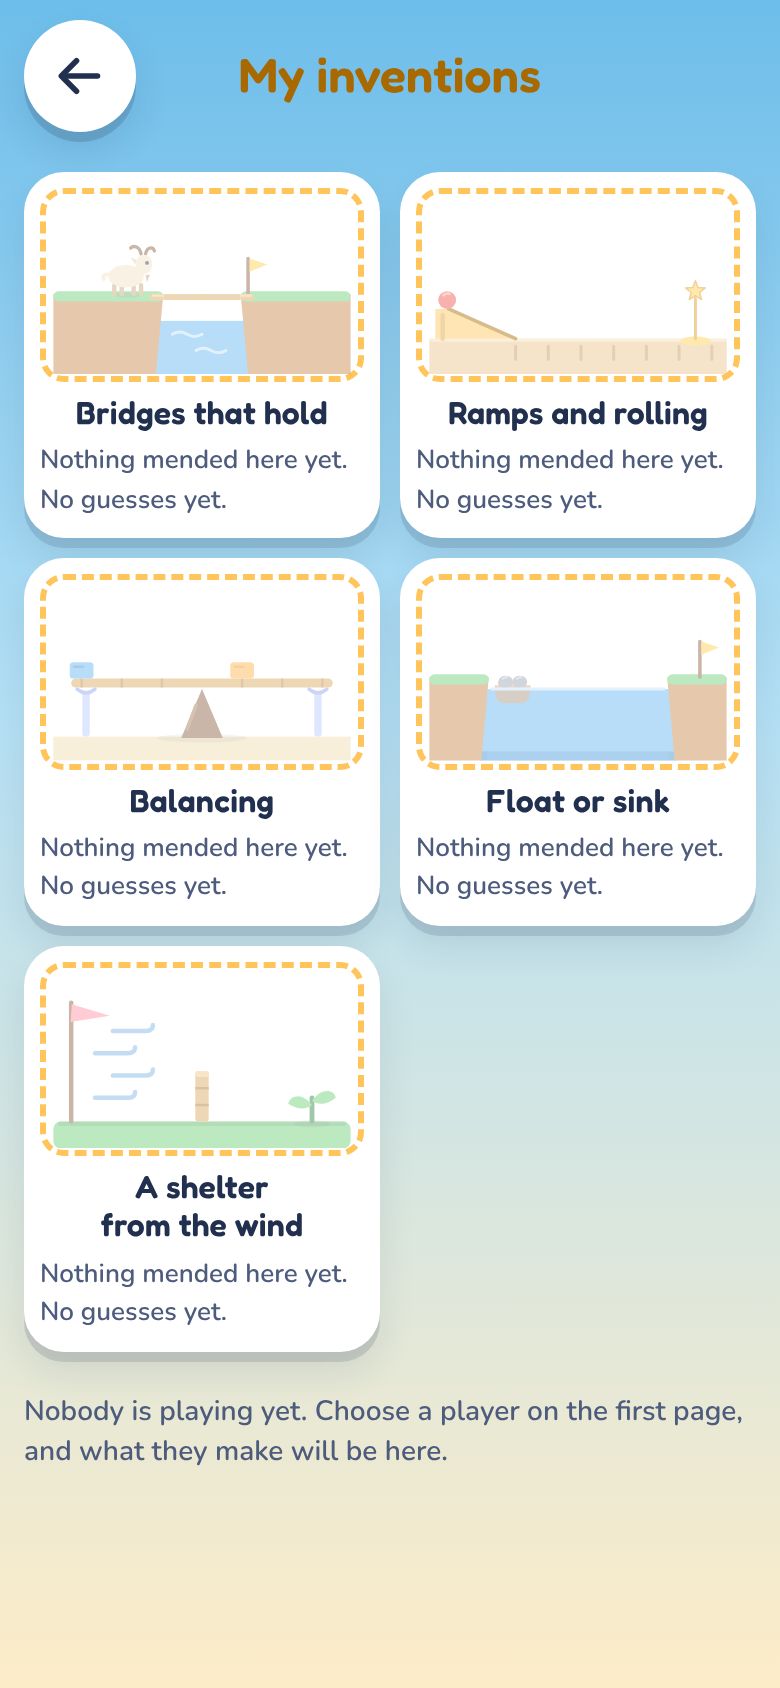 My inventions
Bridges that hold
Nothing mended here yet.
No guesses yet.
Ramps and rolling
Nothing mended here yet.
No guesses yet.
Balancing
Nothing mended here yet.
No guesses yet.
Float or sink
Nothing mended here yet.
No guesses yet.
A shelter
from the wind
Nothing mended here yet.
No guesses yet.
Nobody is playing yet. Choose a player on the first page,
and what they make will be here.